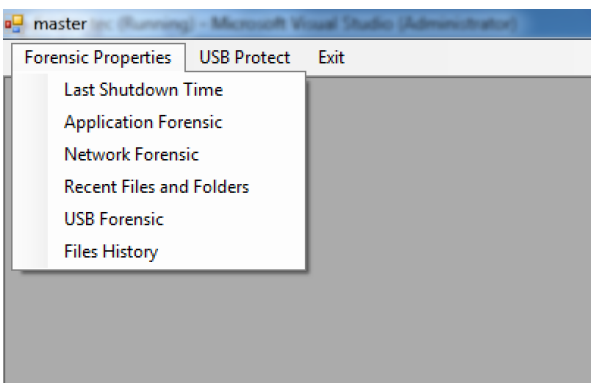 master
(Running) - Microsoft Visual Studio (Administrator)
Forensic Properties USB Protect Exit
Last Shutdown Time
Application Forensic
Network Forensic
Recent Files and Folders
USB Forensic
Files History